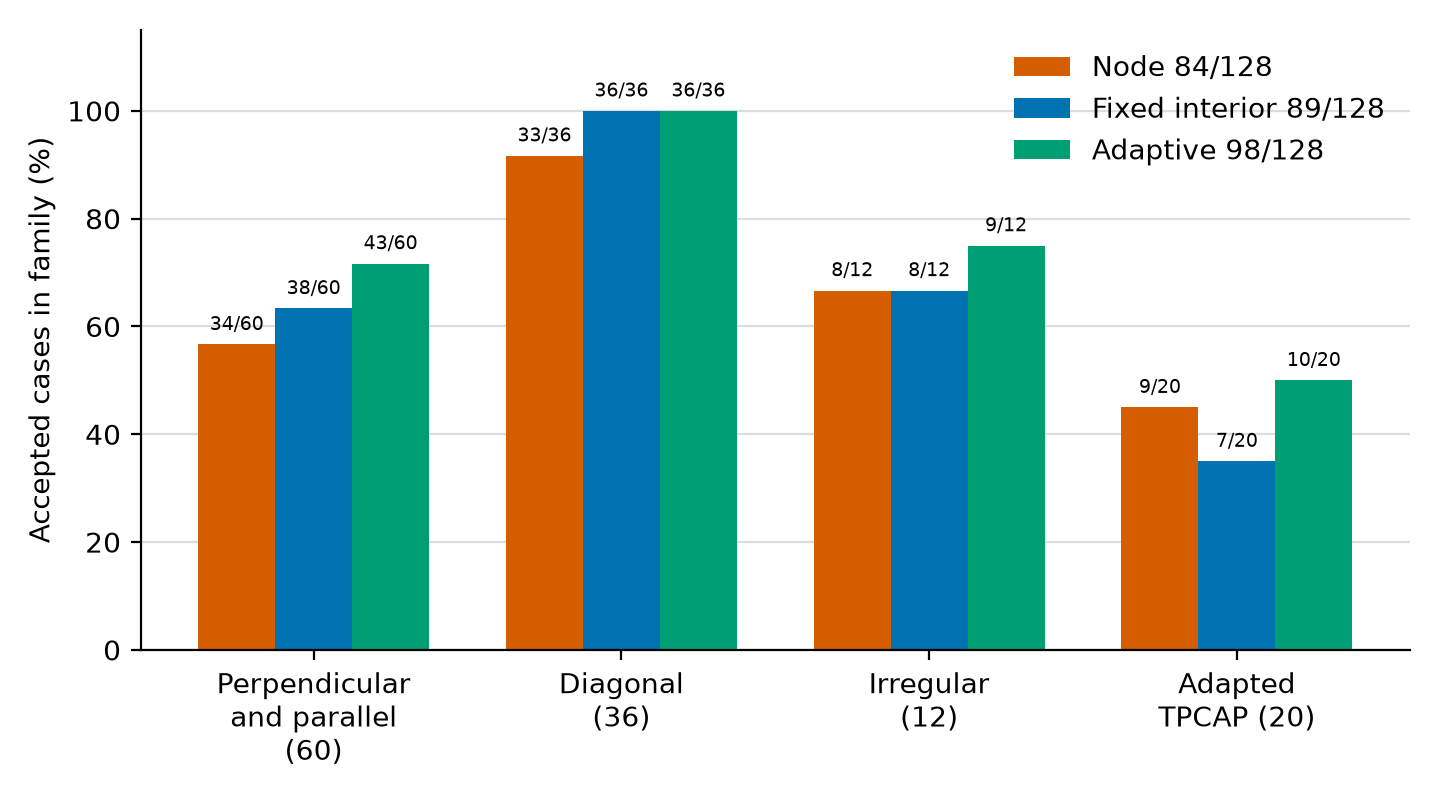 Node 84/128
Fixed interior 89/128
Adaptive 98/128
Accepted cases in family (%)
100
80
60
40
20
0
34/60
38/60
43/60
33/36
36/36
36/36
8/12
8/12
9/12
9/20
7/20
10/20
Perpendicular
and parallel
(60)
Diagonal
(36)
Irregular
(12)
Adapted
TPCAP (20)